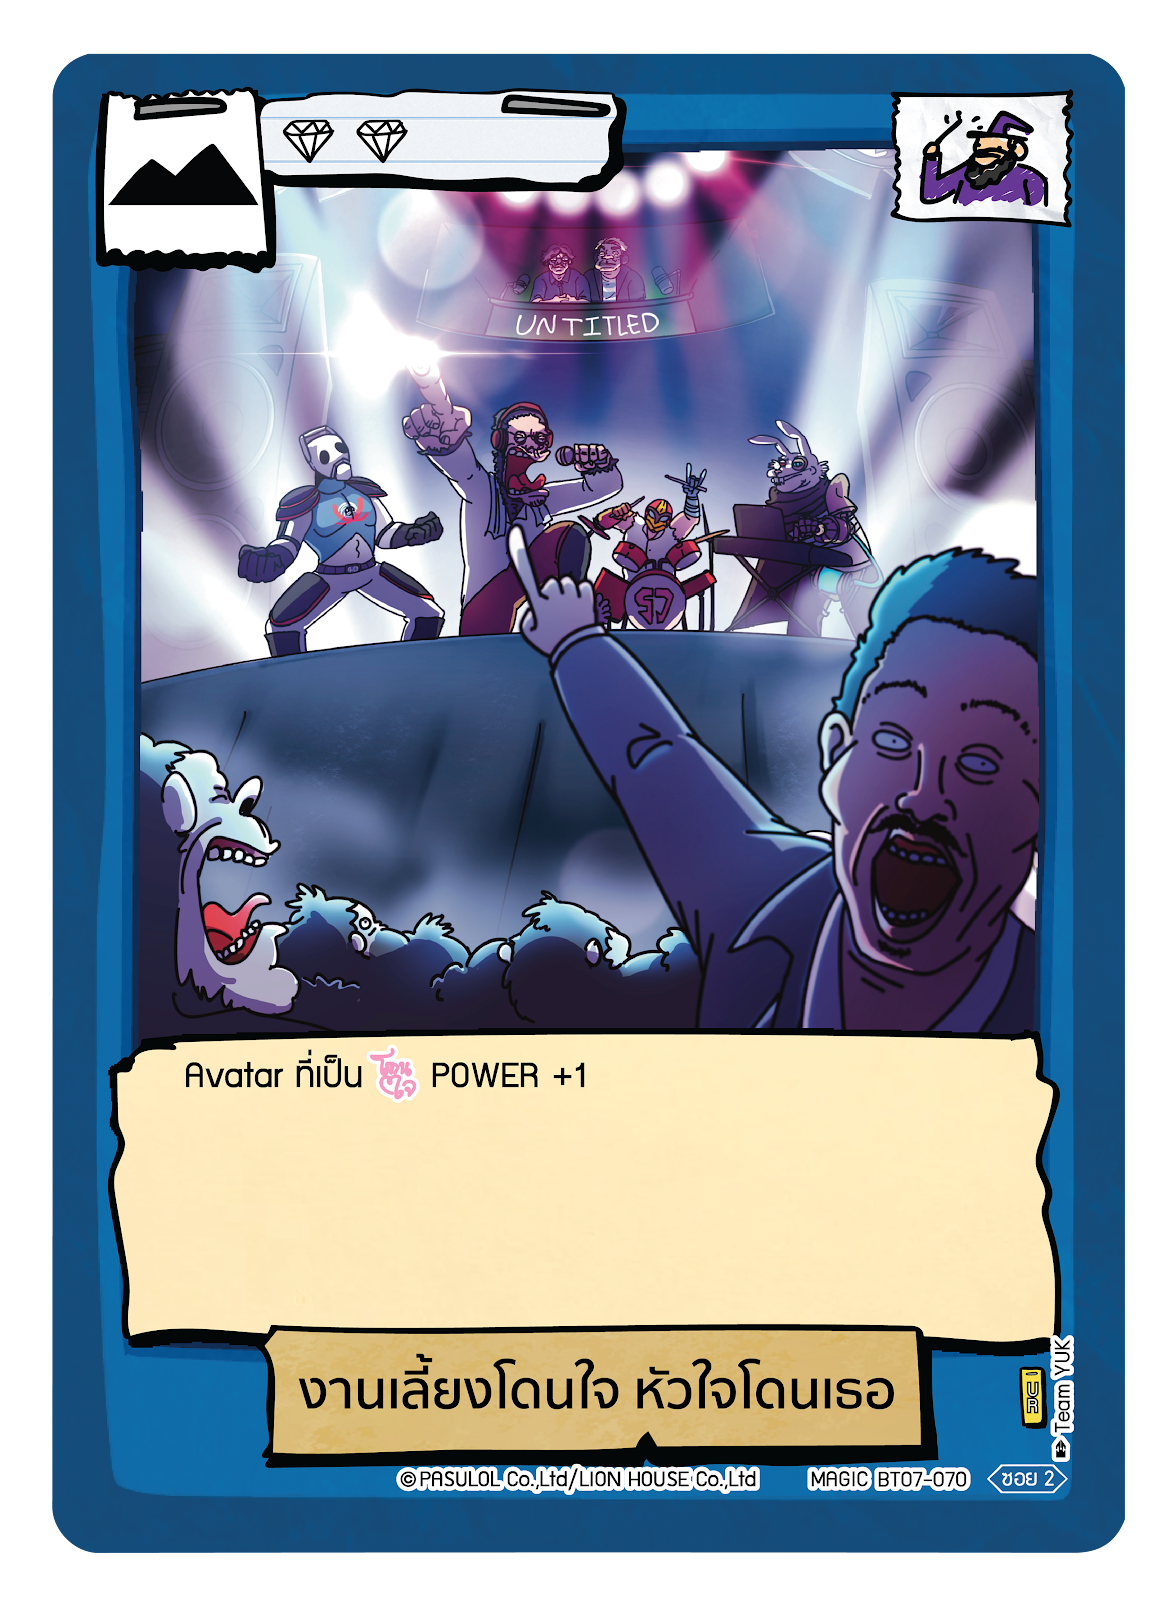 UNTITLED
SD
Avatar ที่เป็น โดนใจ POWER +1
งานเลี้ยงโดนใจ หัวใจโดนเธอ
UR
Team YUK
©PASULOL Co.,Ltd/LION HOUSE Co.,Ltd MAGIC BT07-070 ซอย 2